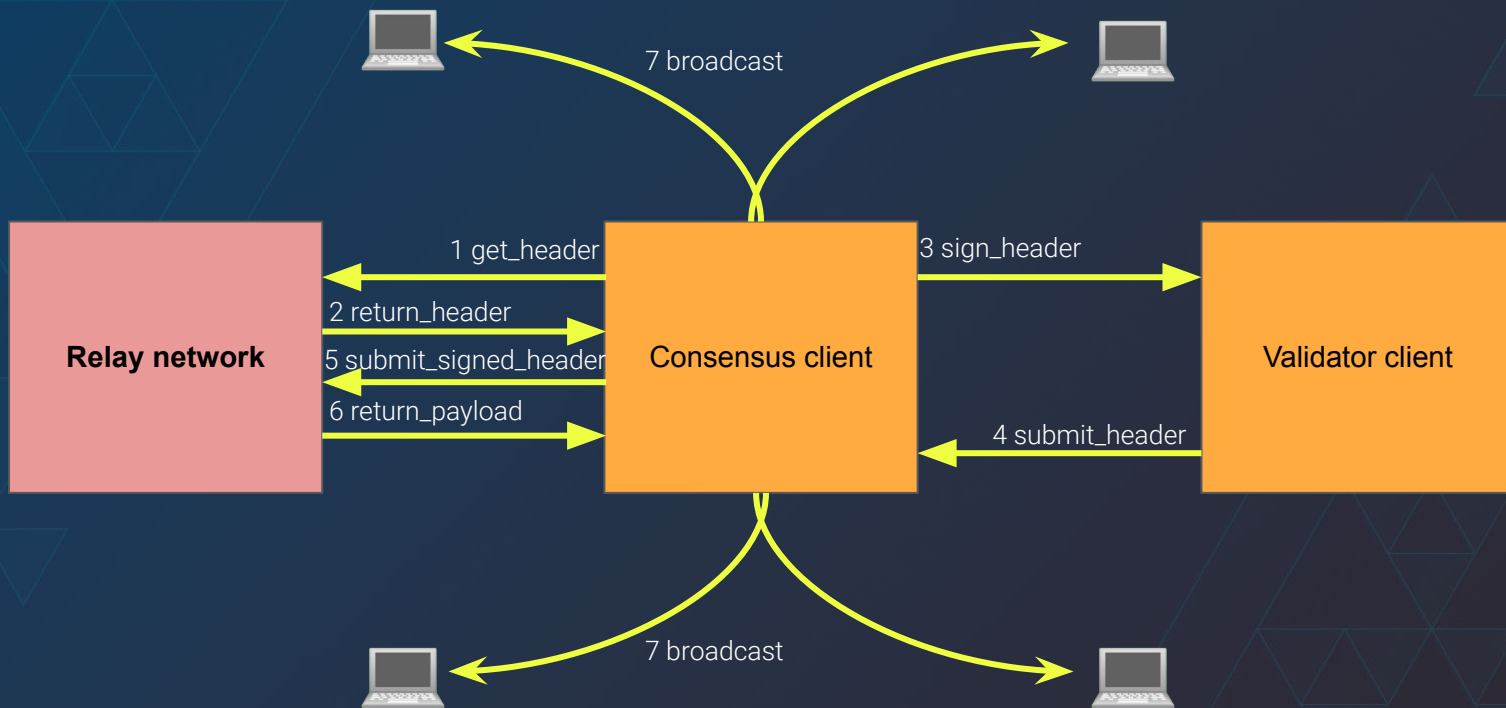 7 broadcast
1 get_header
3 sign_header
2 return_header
Relay network
5 submit_signed_header
Consensus client
Validator client
6 return_payload
4 submit_header
7 broadcast